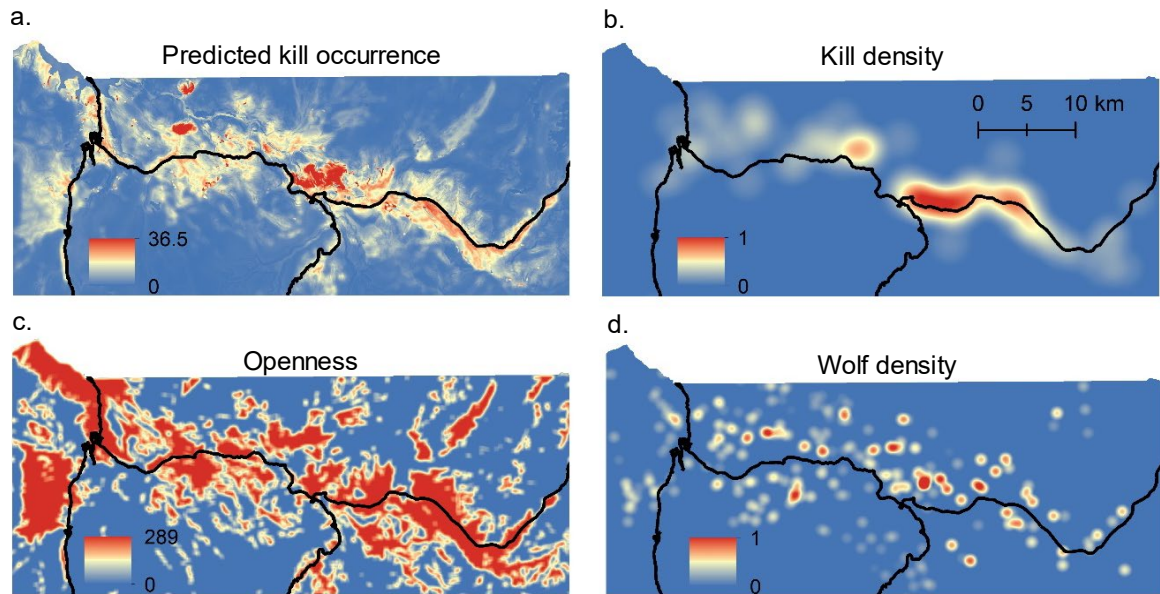 a.
Predicted kill occurrence
36.5
0
b.
Kill density
0 5 10 km
1
0
c.
Openness
289
0
d.
Wolf density
1
0